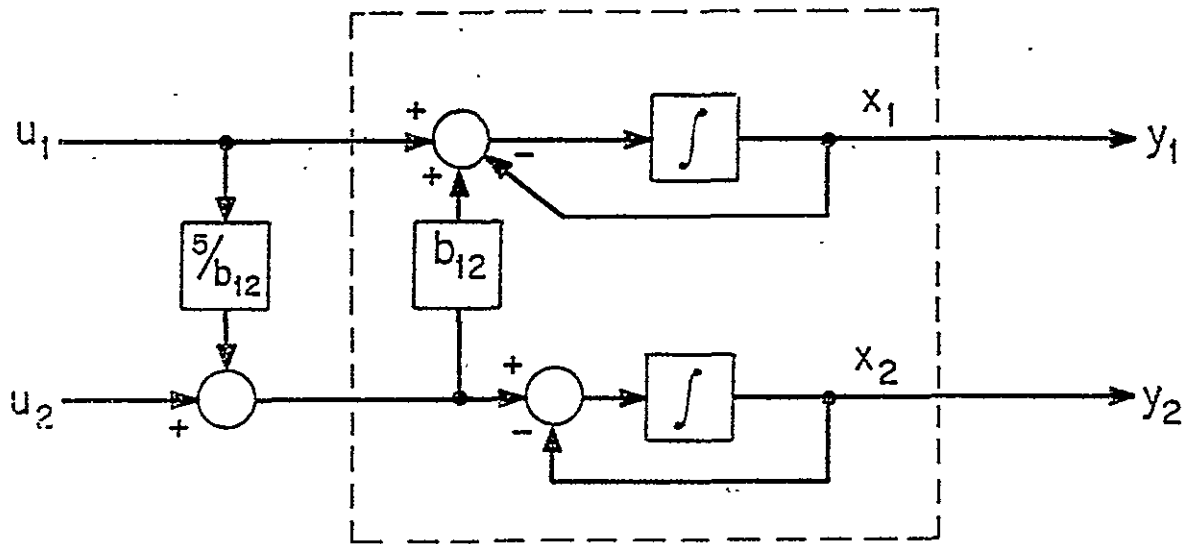 x₁
+
u₁
∫
y₁
+
−
5/b₁₂
b₁₂
x₂
+
u₂
∫
y₂
+
−